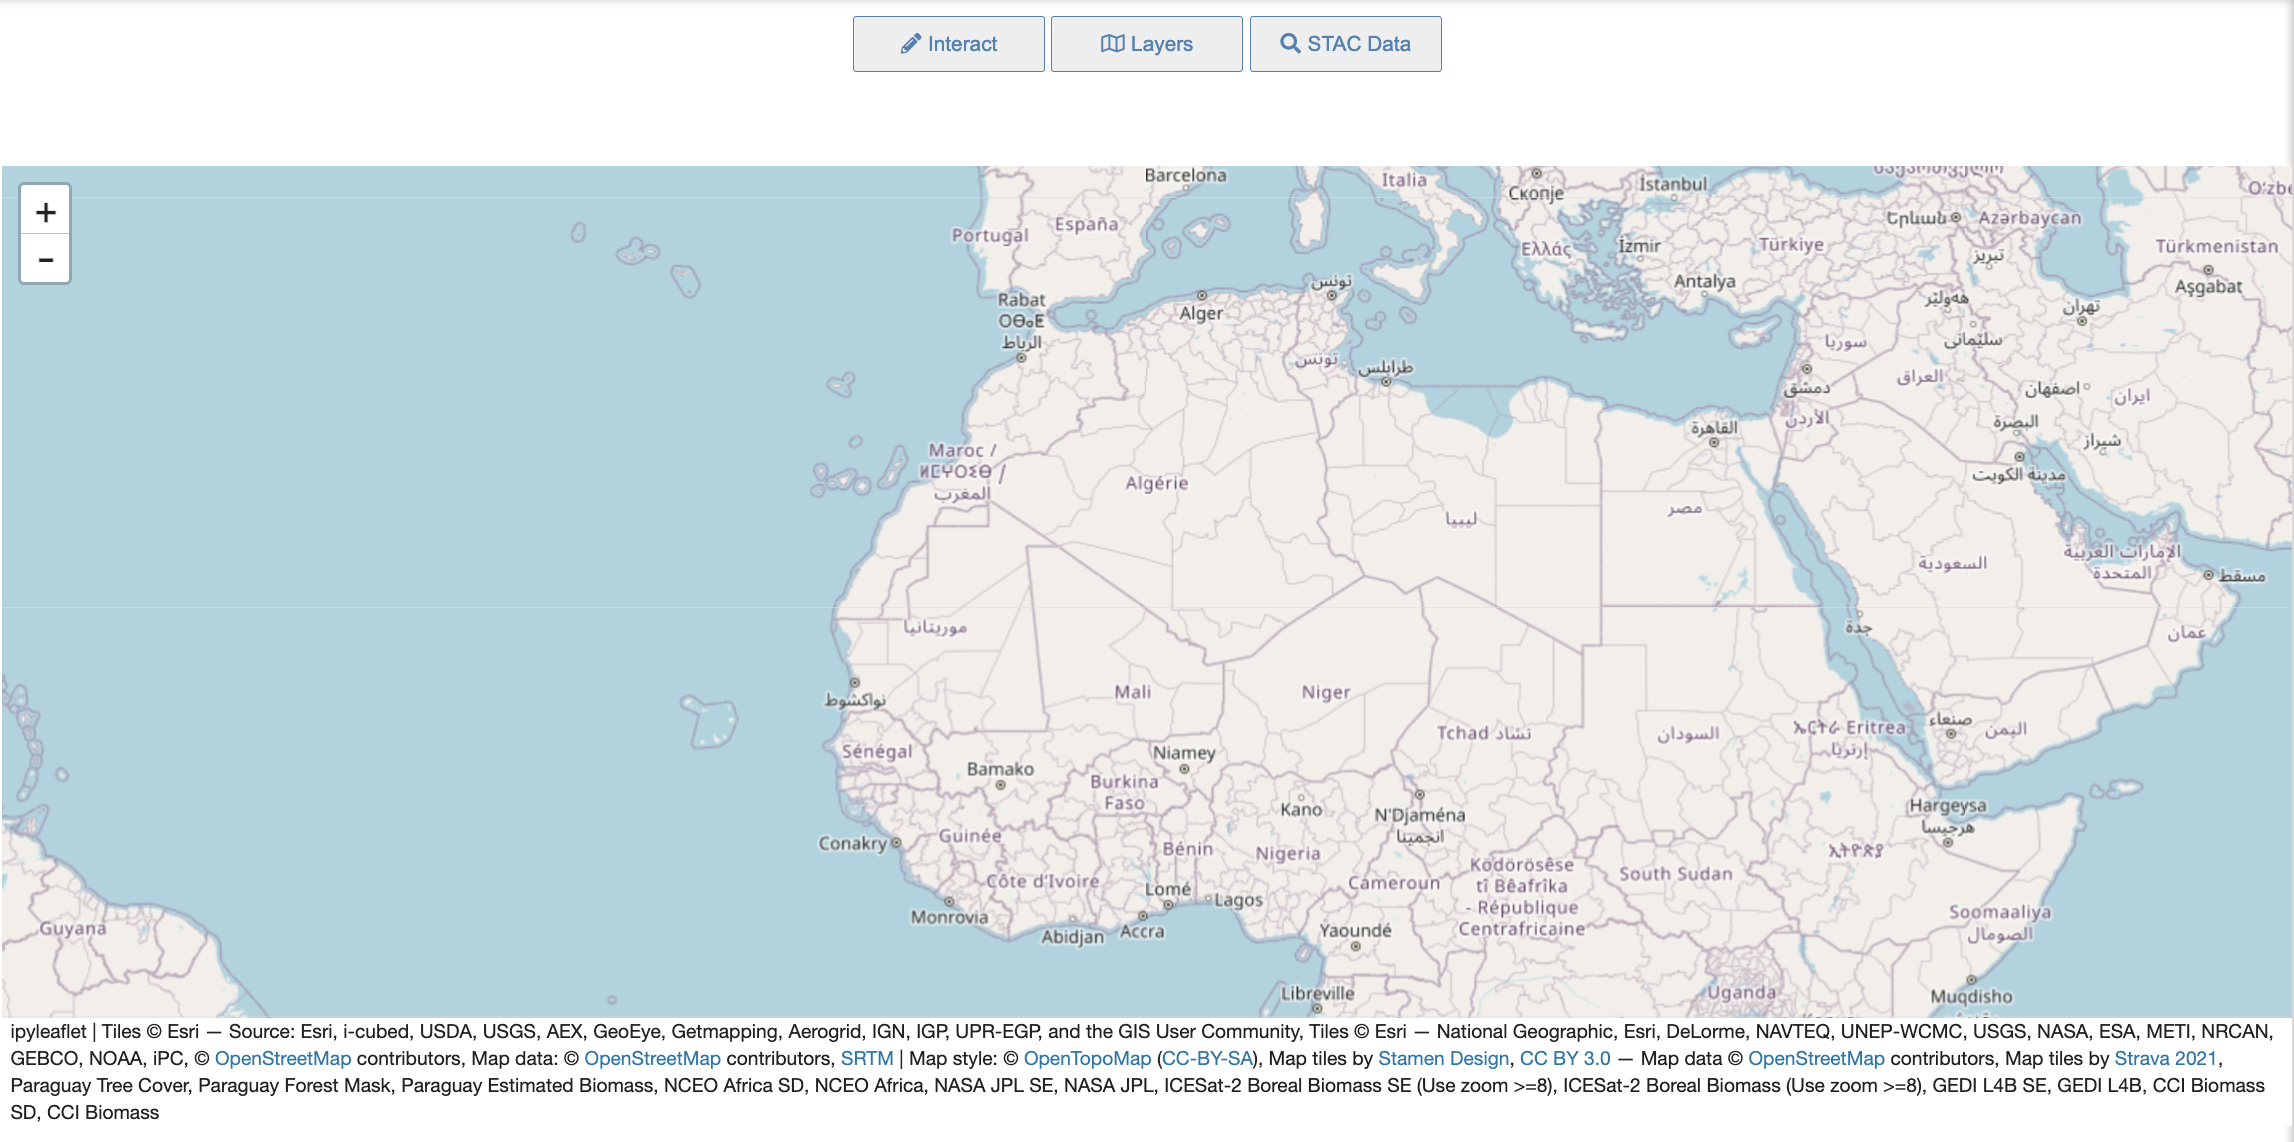 Interact
Layers
STAC Data
+
-
Barcelona
Italia
Скопје
İstanbul
Portugal
España
Ελλάς
İzmir
Türkiye
Երևան
Azərbaycan
Türkmenistan
Antalya
تبریز
Aşgabat
تونس
Rabat
ⵔⴱⴰⵟ
الرباط
Alger
هەولێر
تهران
تونس
طرابلس
سوريا
سلێمانی
دمشق
العراق
اصفهان
ایران
القاهرة
الأردن
البصرة
شیراز
Maroc /
ⵍⵎⵖⵔⵉⴱ /
المغرب
مدينة الكويت
Algérie
ليبيا
مصر
السعودية
الإمارات العربية
المتحدة
مسقط
موريتانيا
جدة
عمان
نواكشوط
Mali
Niger
Tchad تشاد
السودان
ኤርትራ Eritrea
إرتريا
صنعاء
اليمن
Sénégal
Bamako
Niamey
Burkina
Faso
Kano
N'Djaména
انجمينا
Hargeysa
هرجيسا
Conakry
Guinée
Bénin
Nigeria
Cameroun
Ködörösêse
tî Bêafrîka
- République
Centrafricaine
South Sudan
ኢትዮጵያ
Côte d'Ivoire
Lomé
Lagos
Monrovia
Abidjan
Accra
Yaoundé
Soomaaliya
الصومال
Guyana
Libreville
Uganda
Muqdisho
ipyleaflet | Tiles © Esri — Source: Esri, i-cubed, USDA, USGS, AEX, GeoEye, Getmapping, Aerogrid, IGN, IGP, UPR-EGP, and the GIS User Community, Tiles © Esri — National Geographic, Esri, DeLorme, NAVTEQ, UNEP-WCMC, USGS, NASA, ESA, METI, NRCAN,
GEBCO, NOAA, iPC, © OpenStreetMap contributors, Map data: © OpenStreetMap contributors, SRTM | Map style: © OpenTopoMap (CC-BY-SA), Map tiles by Stamen Design, CC BY 3.0 — Map data © OpenStreetMap contributors, Map tiles by Strava 2021,
Paraguay Tree Cover, Paraguay Forest Mask, Paraguay Estimated Biomass, NCEO Africa SD, NCEO Africa, NASA JPL SE, NASA JPL, ICESat-2 Boreal Biomass SE (Use zoom >=8), ICESat-2 Boreal Biomass (Use zoom >=8), GEDI L4B SE, GEDI L4B, CCI Biomass
SD, CCI Biomass